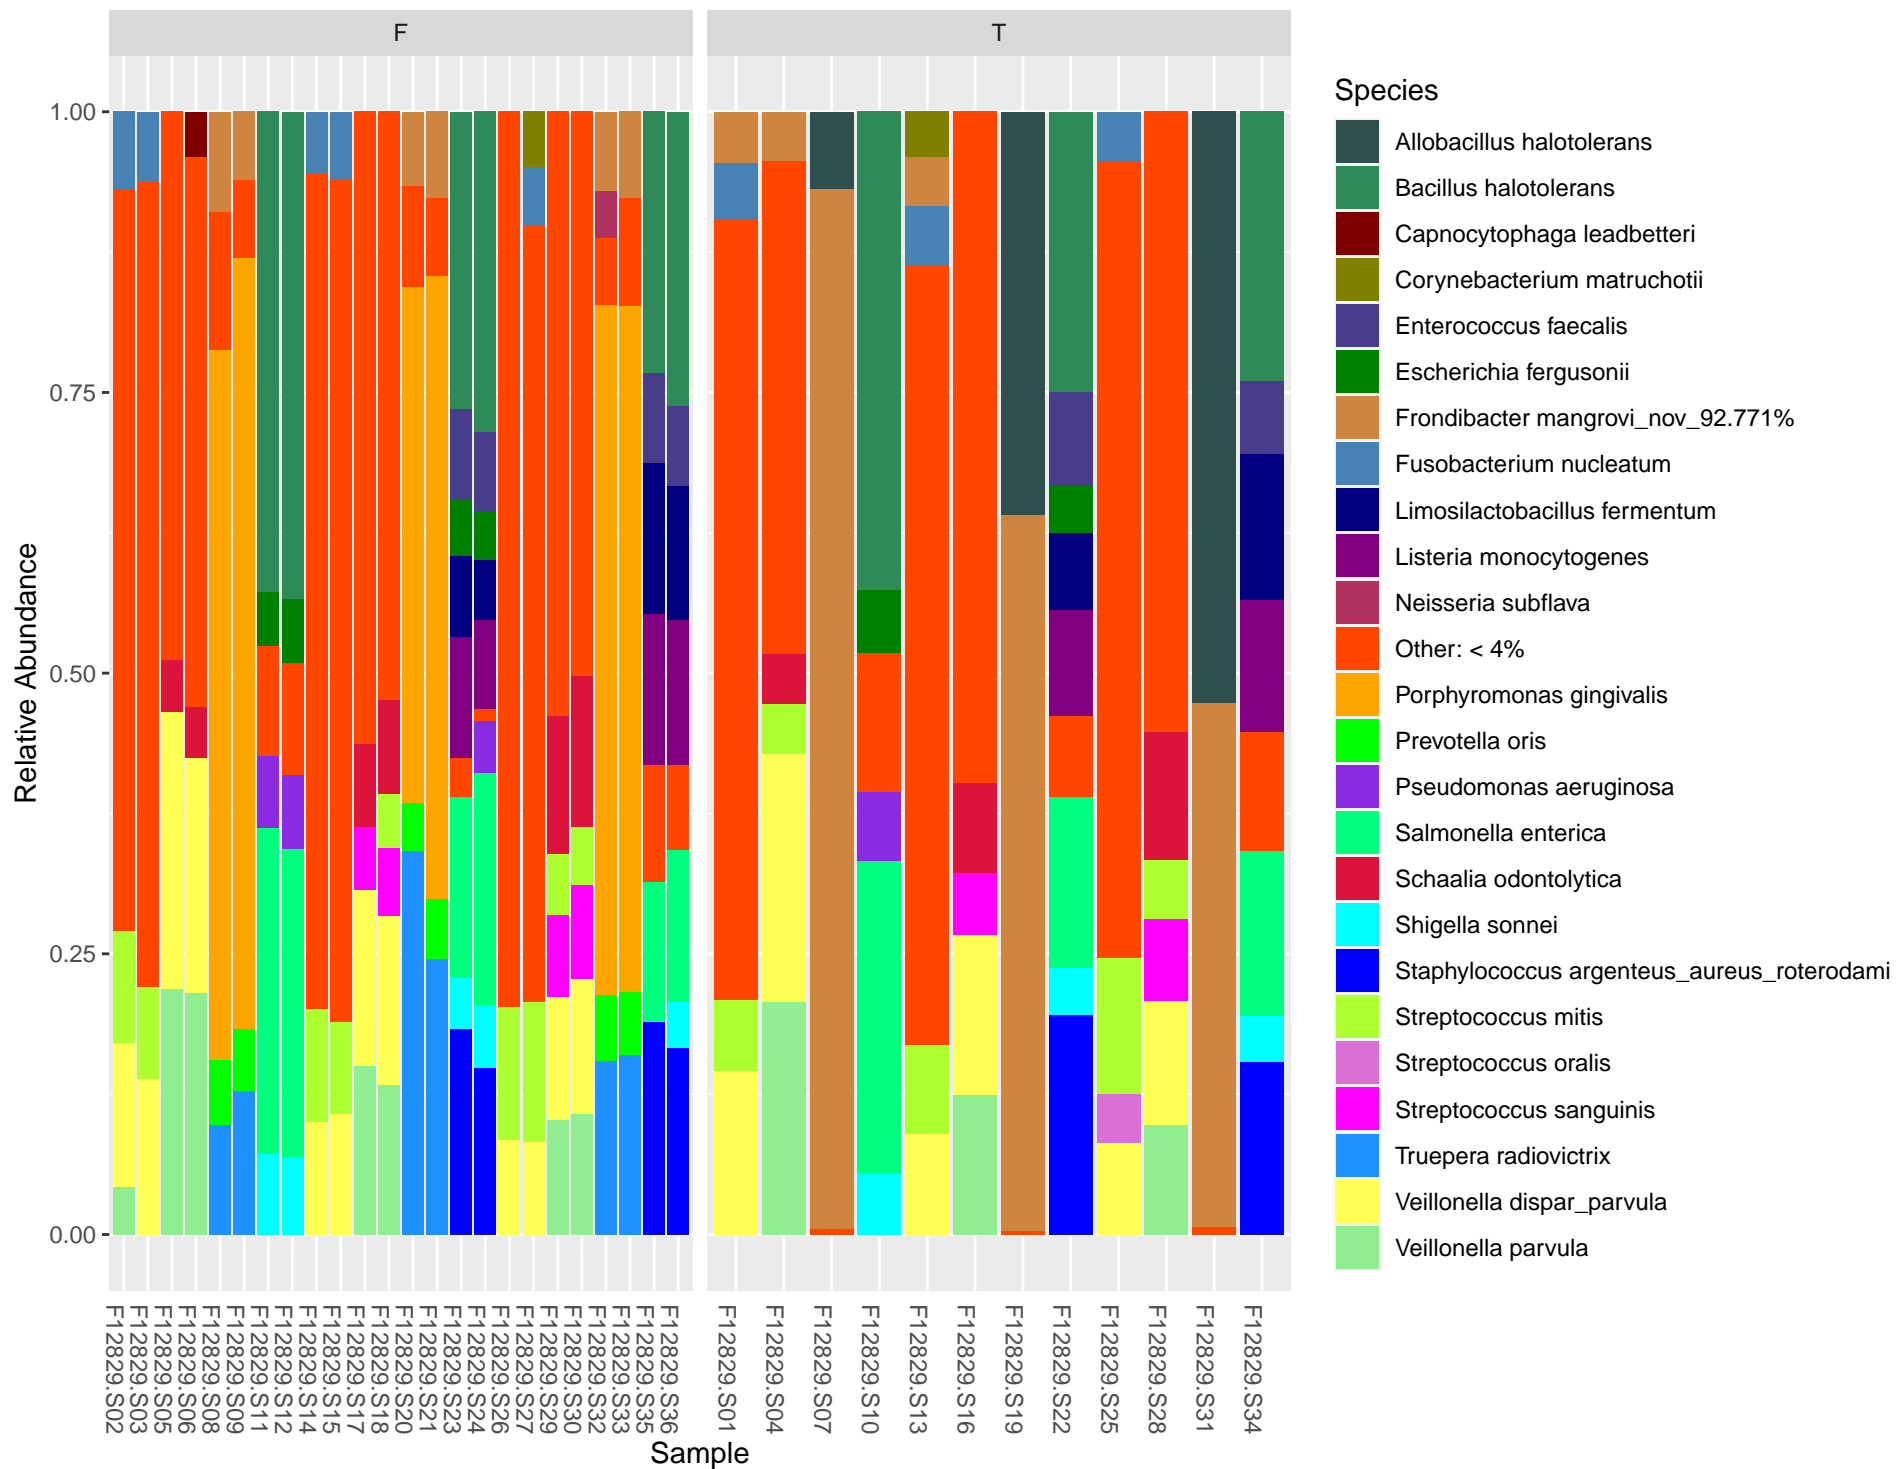 F
T
1.00
0.75
0.50
0.25
0.00
Relative Abundance
F12829.S02
F12829.S03
F12829.S05
F12829.S06
F12829.S08
F12829.S09
F12829.S11
F12829.S12
F12829.S14
F12829.S15
F12829.S17
F12829.S18
F12829.S20
F12829.S21
F12829.S23
F12829.S24
F12829.S26
F12829.S27
F12829.S29
F12829.S30
F12829.S32
F12829.S33
F12829.S35
F12829.S36
F12829.S01
F12829.S04
F12829.S07
F12829.S10
F12829.S13
F12829.S16
F12829.S19
F12829.S22
F12829.S25
F12829.S28
F12829.S31
F12829.S34
Sample
Species
Allobacillus halotolerans
Bacillus halotolerans
Capnocytophaga leadbetteri
Corynebacterium matruchotii
Enterococcus faecalis
Escherichia fergusonii
Frondibacter mangrovi_nov_92.771%
Fusobacterium nucleatum
Limosilactobacillus fermentum
Listeria monocytogenes
Neisseria subflava
Other: < 4%
Porphyromonas gingivalis
Prevotella oris
Pseudomonas aeruginosa
Salmonella enterica
Schaalia odontolytica
Shigella sonnei
Staphylococcus argenteus_aureus_roterodami
Streptococcus mitis
Streptococcus oralis
Streptococcus sanguinis
Truepera radiovictrix
Veillonella dispar_parvula
Veillonella parvula